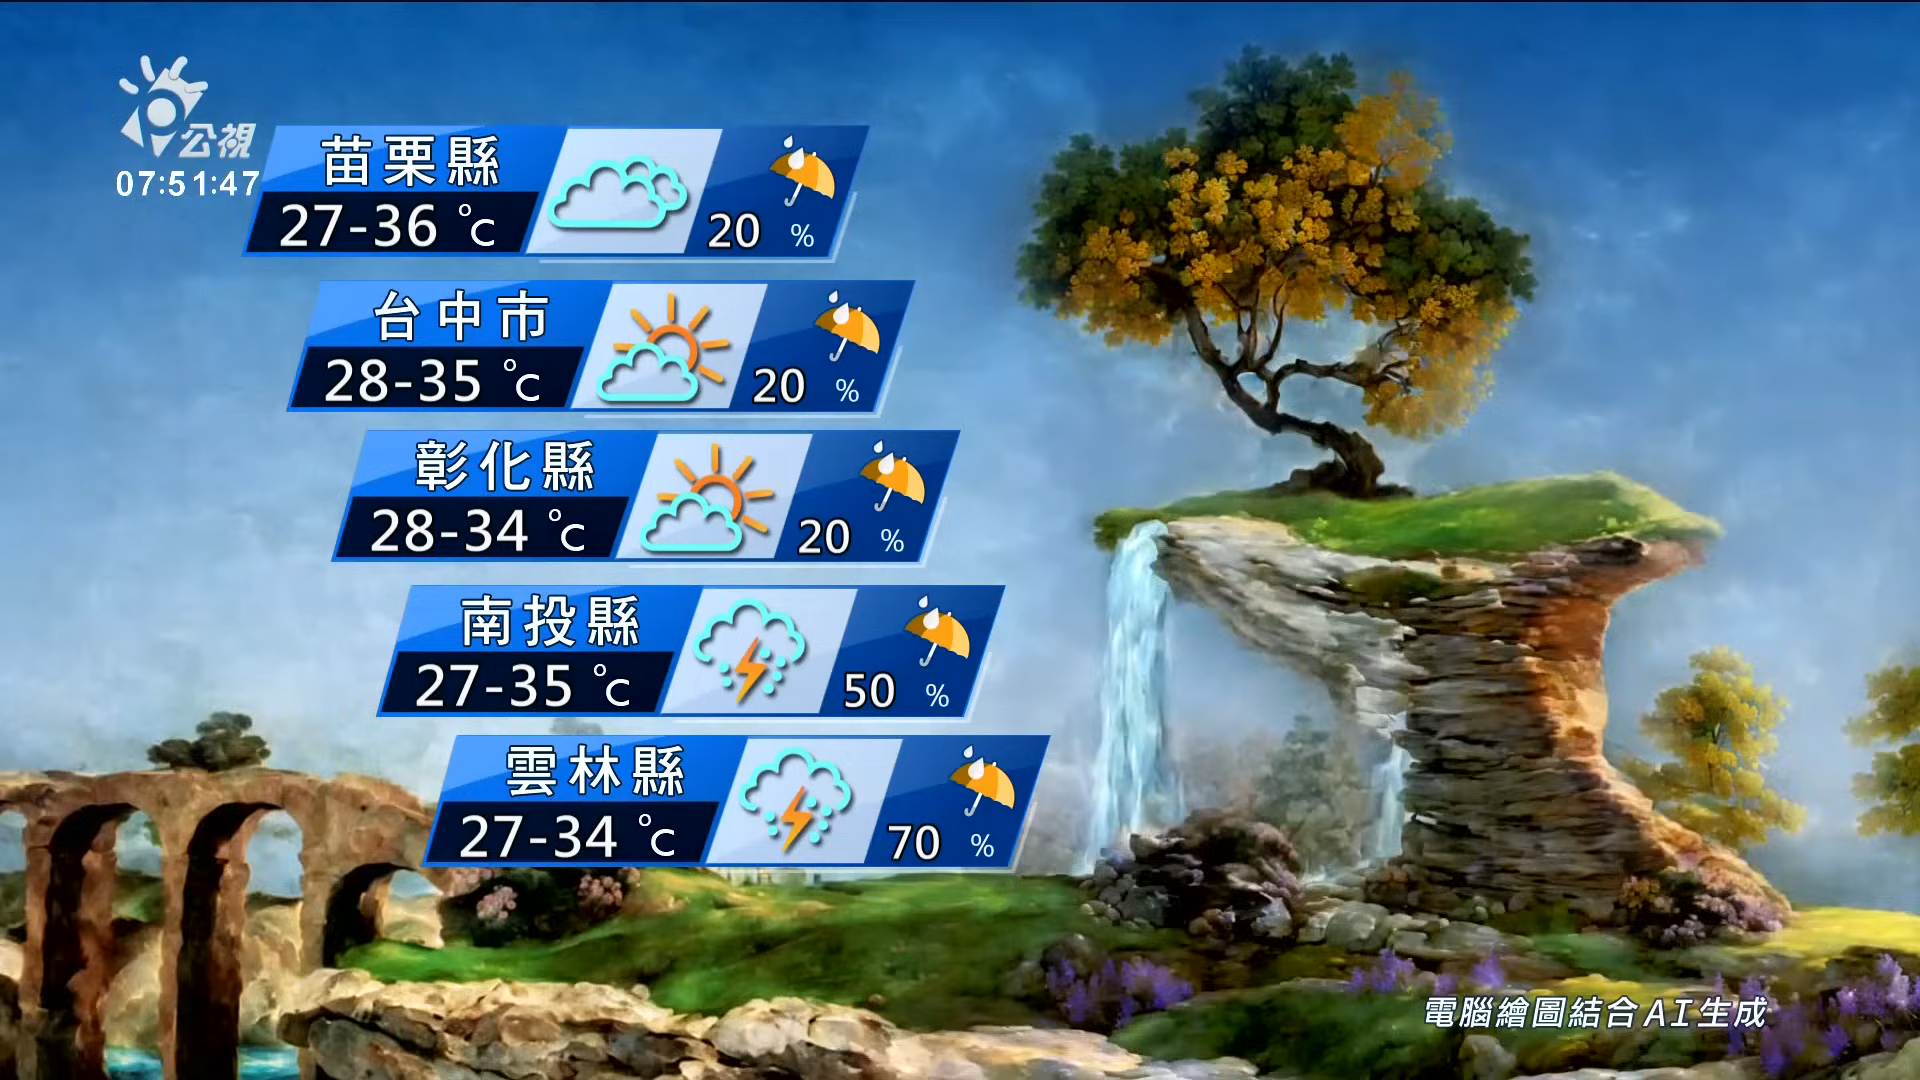 公視
07:51:47
苗栗縣
27-36 °C
20 %
台中市
28-35 °C
20 %
彰化縣
28-34 °C
20 %
南投縣
27-35 °C
50 %
雲林縣
27-34 °C
70 %
電腦繪圖結合AI生成